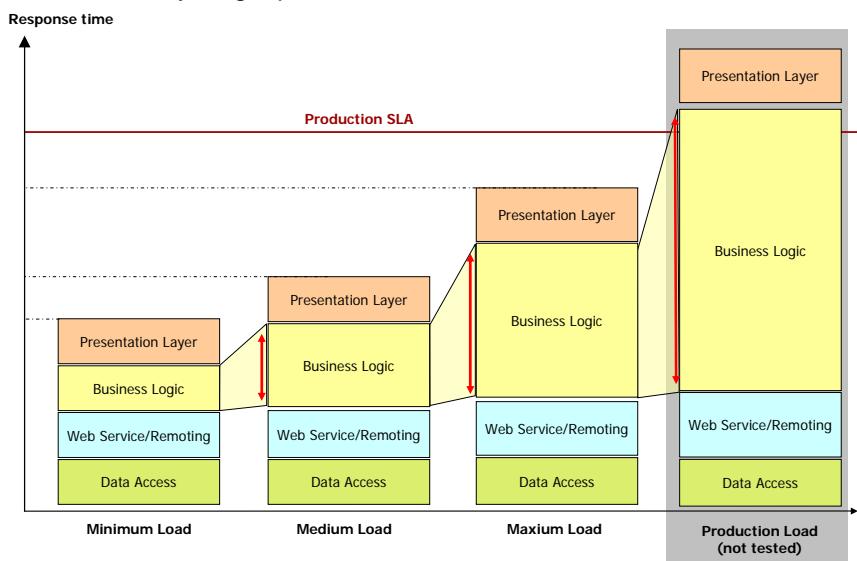 Response time
Presentation Layer
Production SLA
Presentation Layer
Business Logic
Presentation Layer
Business Logic
Presentation Layer
Business Logic
Business Logic
Web Service/Remoting
Web Service/Remoting
Web Service/Remoting
Web Service/Remoting
Data Access
Data Access
Data Access
Data Access
Minimum Load
Medium Load
Maxium Load
Production Load
(not tested)